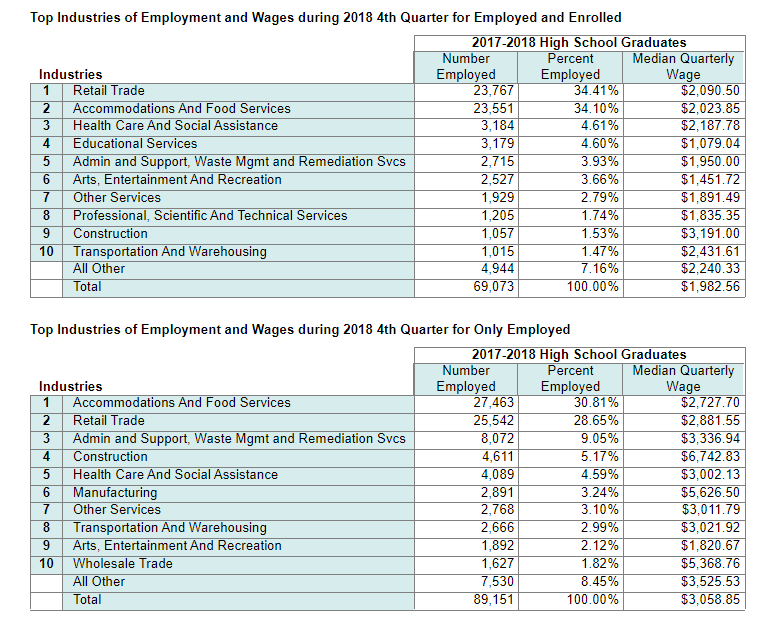 Top Industries of Employment and Wages during 2018 4th Quarter for Employed and Enrolled
2017-2018 High School Graduates
Industries Number Employed Percent Employed Median Quarterly Wage
1 Retail Trade 23,767 34.41% $2,090.50
2 Accommodations And Food Services 23,551 34.10% $2,023.85
3 Health Care And Social Assistance 3,184 4.61% $2,187.78
4 Educational Services 3,179 4.60% $1,079.04
5 Admin and Support, Waste Mgmt and Remediation Svcs 2,715 3.93% $1,950.00
6 Arts, Entertainment And Recreation 2,527 3.66% $1,451.72
7 Other Services 1,929 2.79% $1,891.49
8 Professional, Scientific And Technical Services 1,205 1.74% $1,835.35
9 Construction 1,057 1.53% $3,191.00
10 Transportation And Warehousing 1,015 1.47% $2,431.61
All Other 4,944 7.16% $2,240.33
Total 69,073 100.00% $1,982.56
Top Industries of Employment and Wages during 2018 4th Quarter for Only Employed
2017-2018 High School Graduates
Industries Number Employed Percent Employed Median Quarterly Wage
1 Accommodations And Food Services 27,463 30.81% $2,727.70
2 Retail Trade 25,542 28.65% $2,881.55
3 Admin and Support, Waste Mgmt and Remediation Svcs 8,072 9.05% $3,336.94
4 Construction 4,611 5.17% $6,742.83
5 Health Care And Social Assistance 4,089 4.59% $3,002.13
6 Manufacturing 2,891 3.24% $5,626.50
7 Other Services 2,768 3.10% $3,011.79
8 Transportation And Warehousing 2,666 2.99% $3,021.92
9 Arts, Entertainment And Recreation 1,892 2.12% $1,820.67
10 Wholesale Trade 1,627 1.82% $5,368.76
All Other 7,530 8.45% $3,525.53
Total 89,151 100.00% $3,058.85